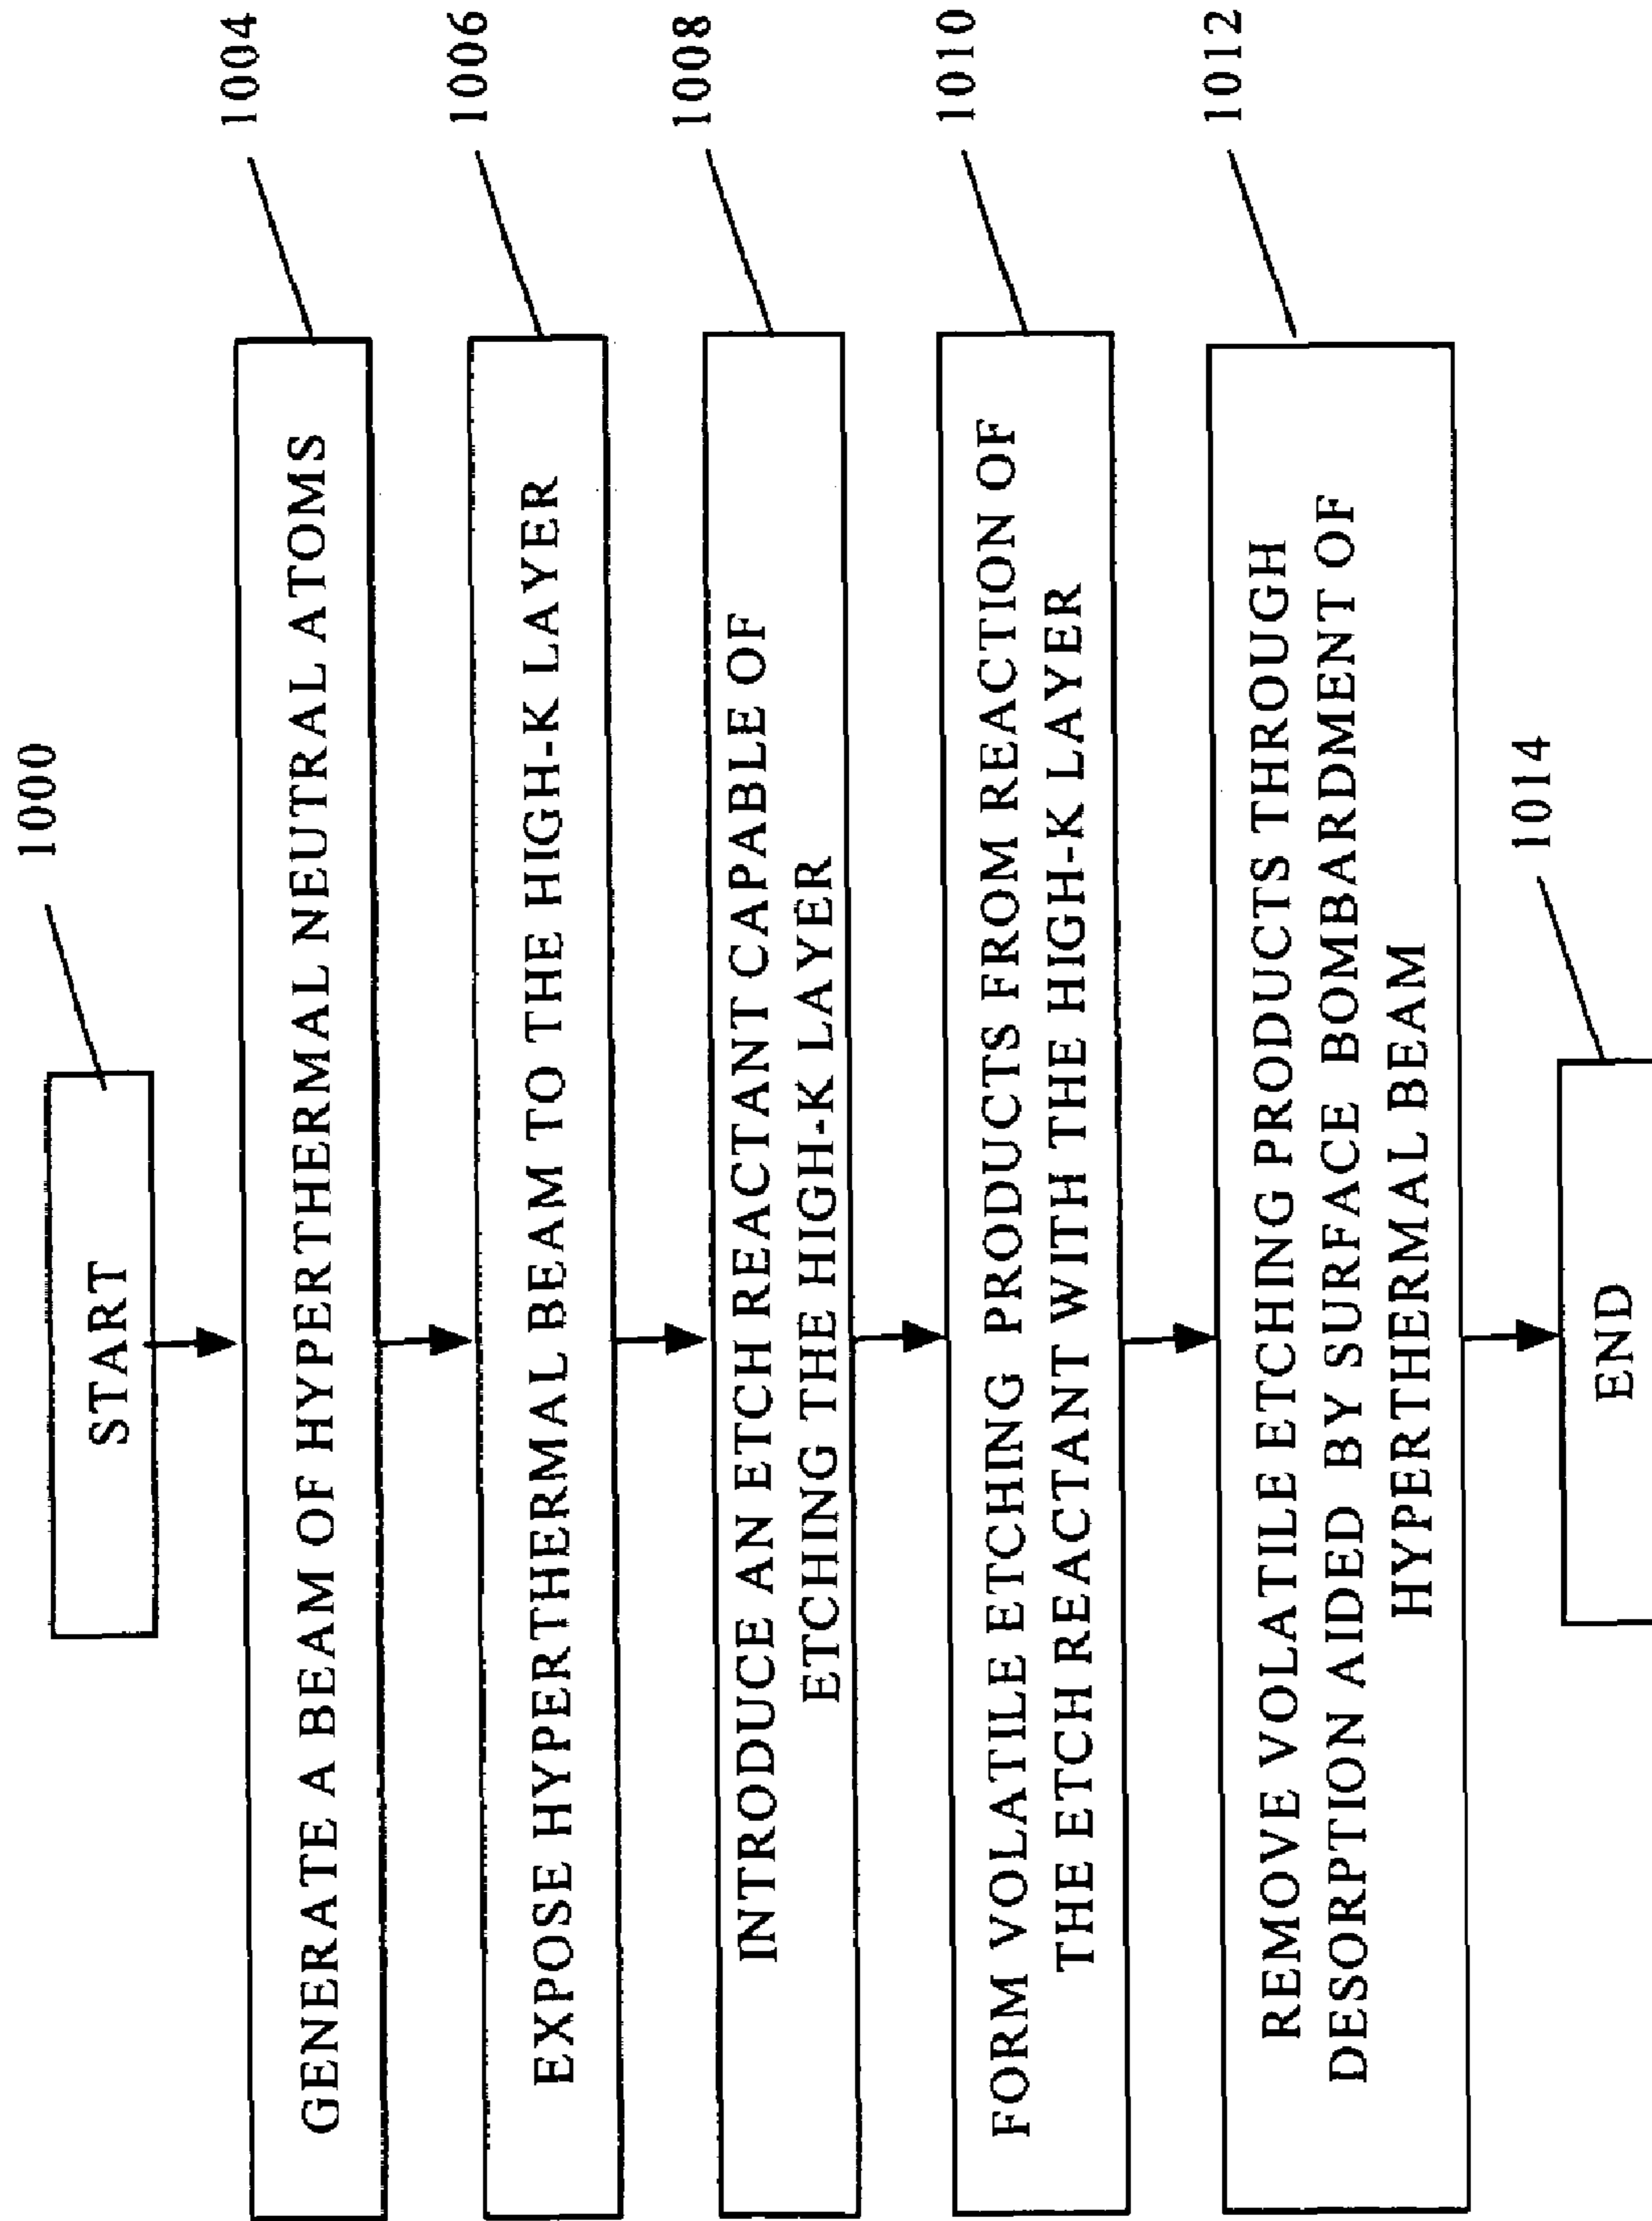 1000
START
1004
GENERATE A BEAM OF HYPERTHERMAL NEUTRAL ATOMS
1006
EXPOSE HYPERTHERMAL BEAM TO THE HIGH-K LAYER
1008
INTRODUCE AN ETCH REACTANT CAPABLE OF
ETCHING THE HIGH-K LAYER
1010
FORM VOLATILE ETCHING PRODUCTS FROM REACTION OF
THE ETCH REACTANT WITH THE HIGH-K LAYER
1012
REMOVE VOLATILE ETCHING PRODUCTS THROUGH
DESORPTION AIDED BY SURFACE BOMBARDMENT OF
HYPERTHERMAL BEAM
1014
END